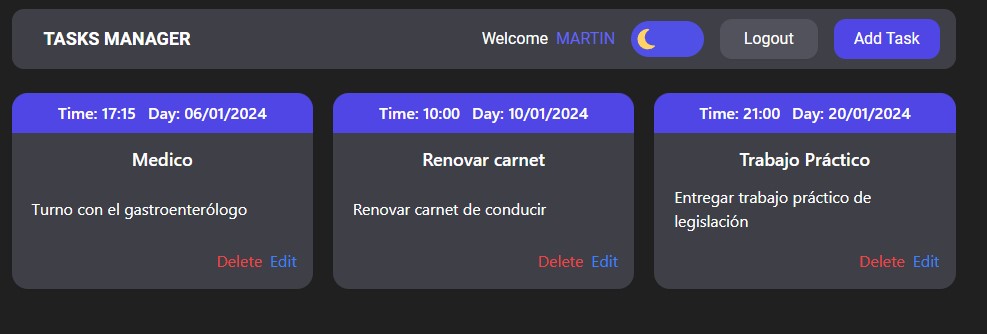 TASKS MANAGER
Welcome MARTIN
Logout
Add Task
Time: 17:15 Day: 06/01/2024
Medico
Turno con el gastroenterólogo
Delete Edit
Time: 10:00 Day: 10/01/2024
Renovar carnet
Renovar carnet de conducir
Delete Edit
Time: 21:00 Day: 20/01/2024
Trabajo Práctico
Entregar trabajo práctico de
legislación
Delete Edit